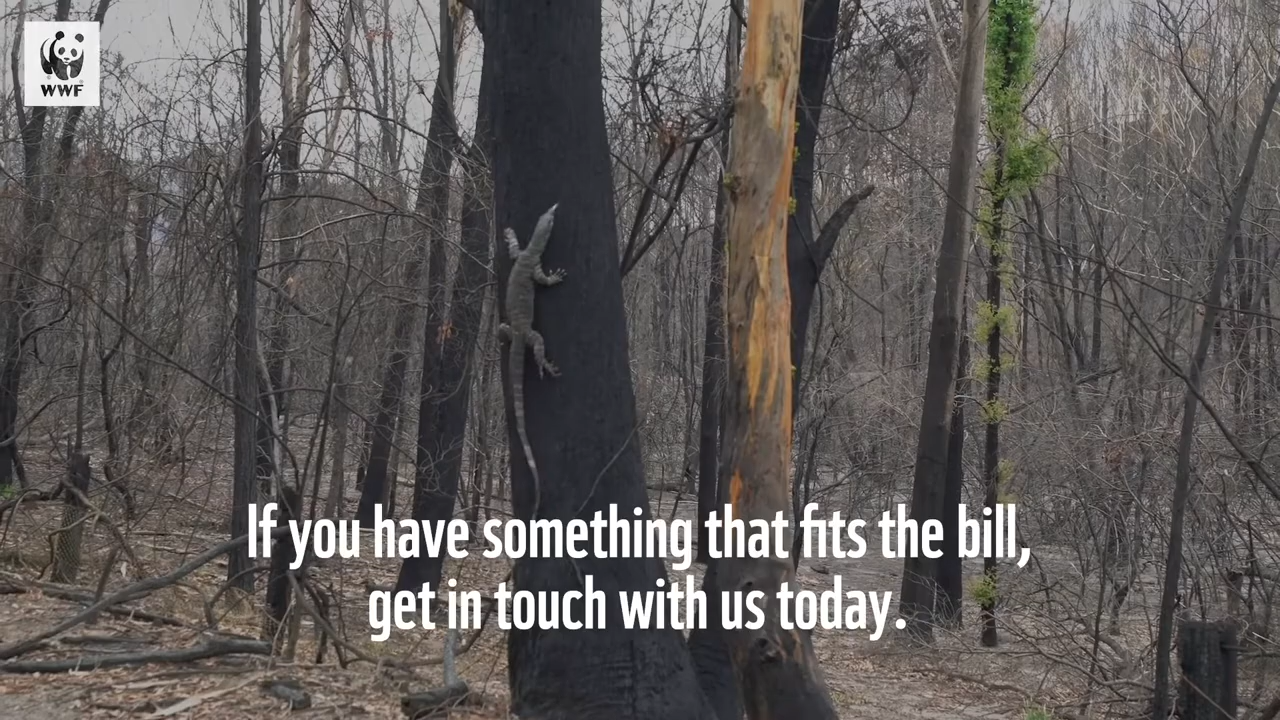 WWF
If you have something that fits the bill,
get in touch with us today.